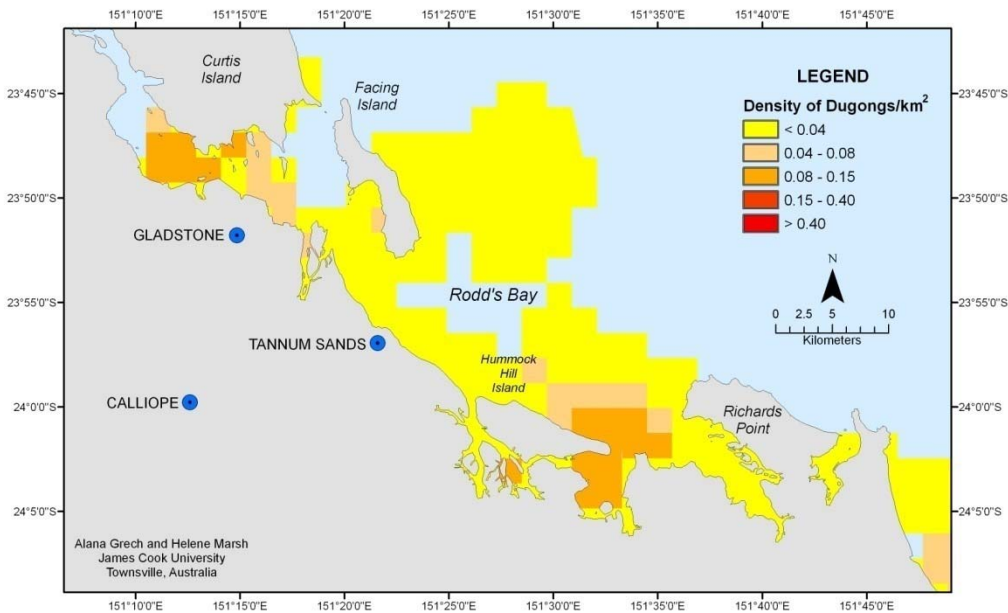 151°10'0"E 151°15'0"E 151°20'0"E 151°25'0"E 151°30'0"E 151°35'0"E 151°40'0"E 151°45'0"E
Curtis
Island
Facing
Island
LEGEND
Density of Dugongs/km²
< 0.04
0.04 - 0.08
0.08 - 0.15
0.15 - 0.40
> 0.40
N
0 2.5 5 10
Kilometers
23°45'0"S 23°45'0"S
23°50'0"S 23°50'0"S
GLADSTONE
23°55'0"S 23°55'0"S
Rodd's Bay
TANNUM SANDS
Hummock
Hill
Island
CALLIOPE
24°0'0"S 24°0'0"S
Richards
Point
24°5'0"S 24°5'0"S
Alana Grech and Helene Marsh
James Cook University
Townsville, Australia
151°10'0"E 151°15'0"E 151°20'0"E 151°25'0"E 151°30'0"E 151°35'0"E 151°40'0"E 151°45'0"E